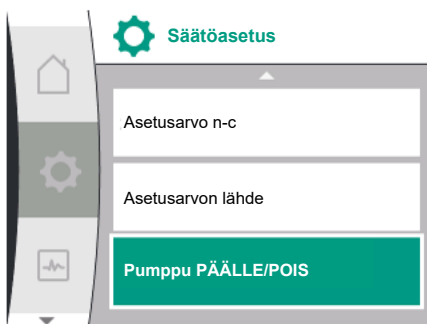 Säätöasetus
Asetusarvo n-c
Asetusarvon lähde
Pumppu PÄÄLLE/POIS